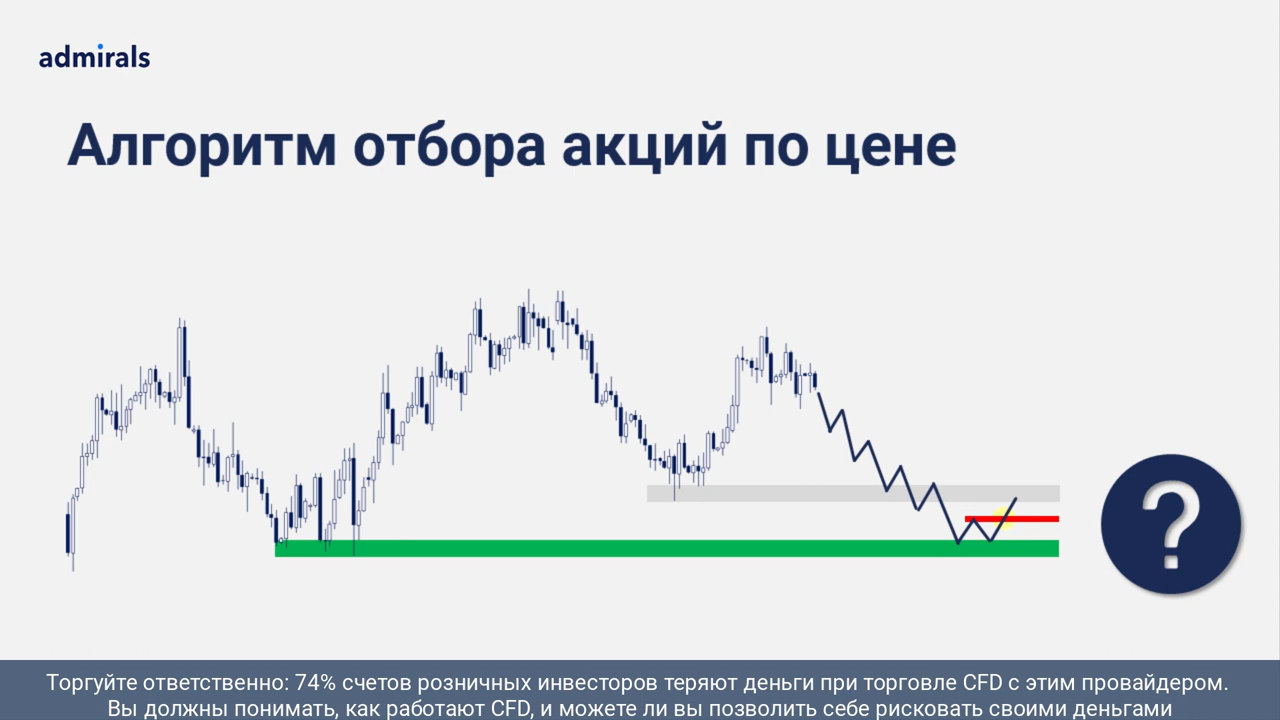 admirals
Алгоритм отбора акций по цене
?
Торгуйте ответственно: 74% счетов розничных инвесторов теряют деньги при торговле CFD с этим провайдером.
Вы должны понимать, как работают CFD, и можете ли вы позволить себе рисковать своими деньгами